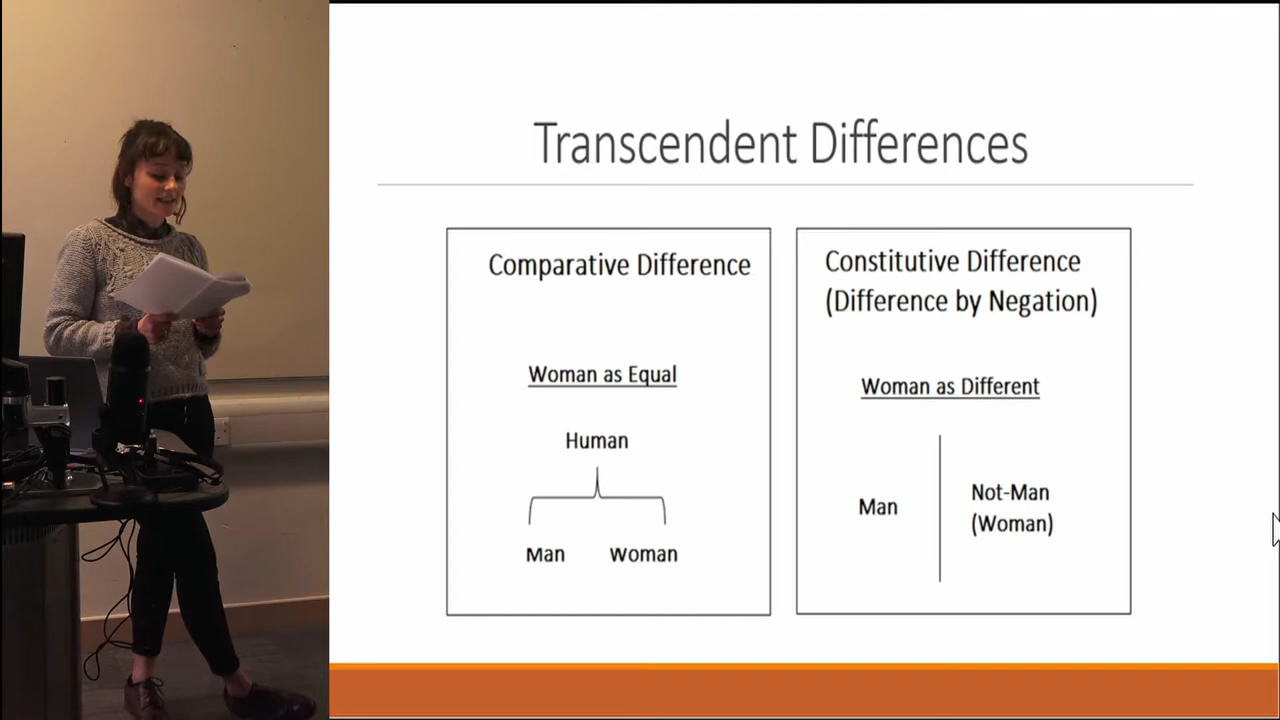 Transcendent Differences
Comparative Difference
Woman as Equal
Human
Man Woman
Constitutive Difference
(Difference by Negation)
Woman as Different
Man
Not-Man
(Woman)